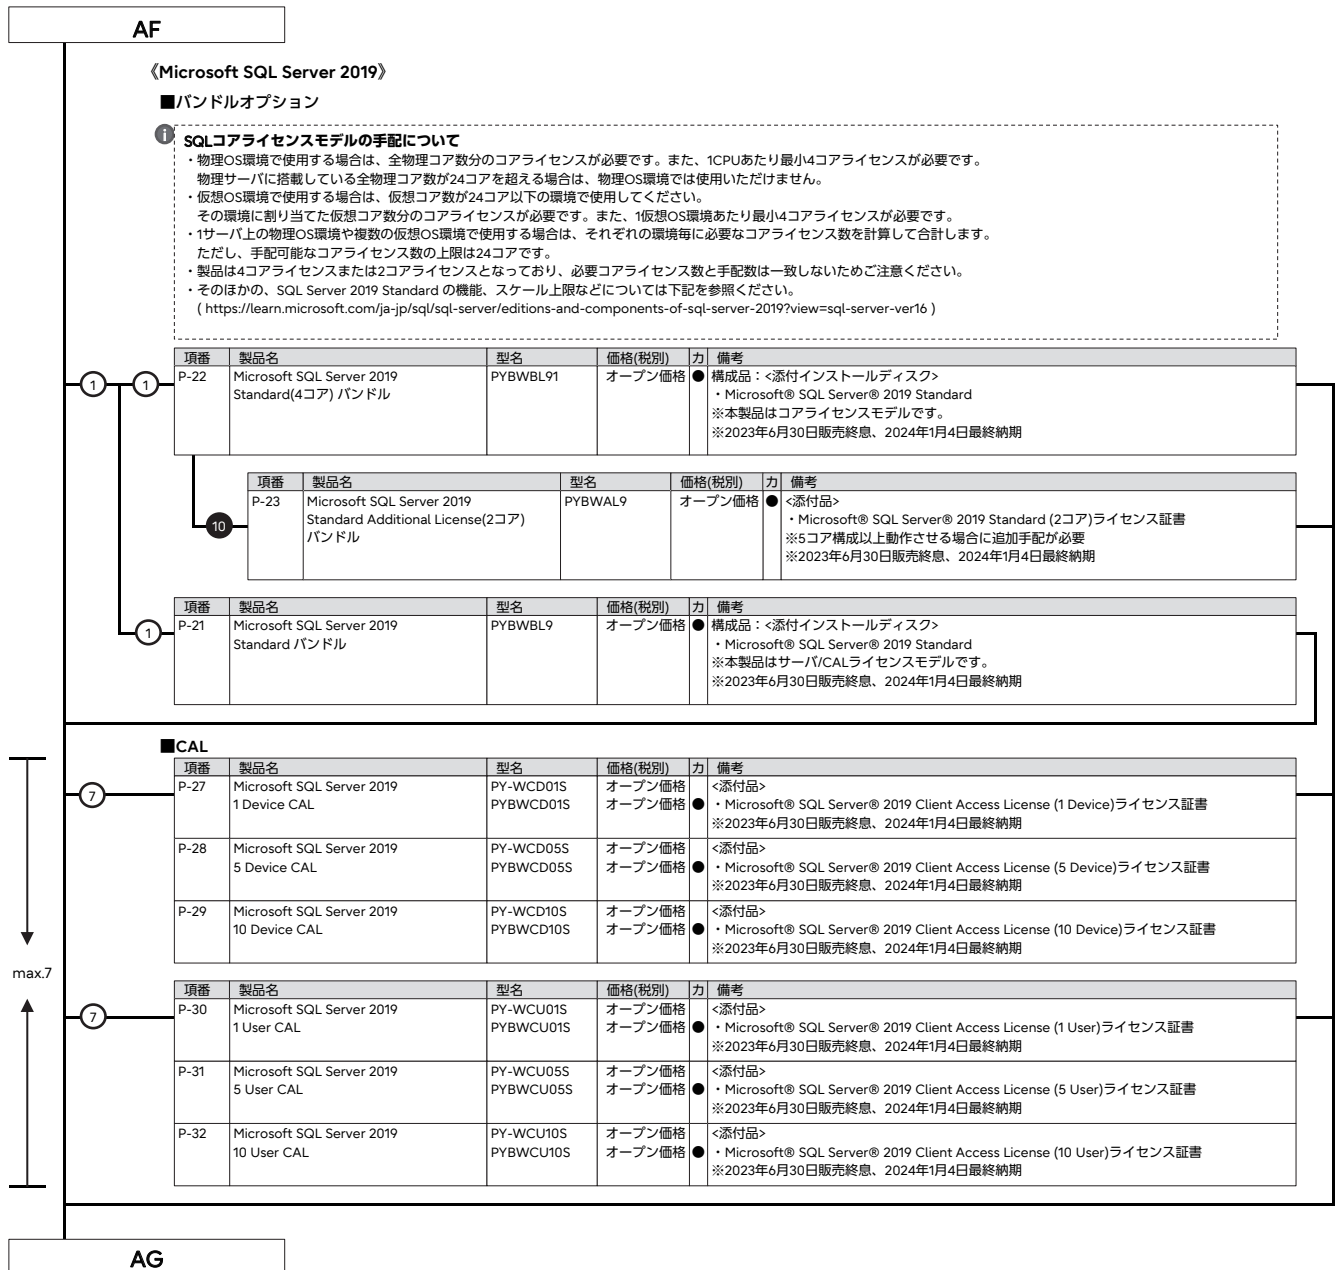 AF
《Microsoft SQL Server 2019》
■バンドルオプション
i
SQLコアライセンスモデルの手配について
・物理OS環境で使用する場合は、全物理コア数分のコアライセンスが必要です。また、1CPUあたり最小4コアライセンスが必要です。
物理サーバに搭載している全物理コア数が24コアを超える場合は、物理OS環境では使用いただけません。
・仮想OS環境で使用する場合は、仮想コア数が24コア以下の環境で使用してください。
その環境に割り当てた仮想コア数分のコアライセンスが必要です。また、1仮想OS環境あたり最小4コアライセンスが必要です。
・1サーバ上の物理OS環境や複数の仮想OS環境で使用する場合は、それぞれの環境毎に必要なコアライセンス数を計算して合計します。
ただし、手配可能なコアライセンス数の上限は24コアです。
・製品は4コアライセンスまたは2コアライセンスとなっており、必要コアライセンス数と手配数は一致しないためご注意ください。
・そのほかの、SQL Server 2019 Standard の機能、スケール上限などについては下記を参照ください。
( https://learn.microsoft.com/ja-jp/sql/sql-server/editions-and-components-of-sql-server-2019?view=sql-server-ver16 )
項番 製品名 型名 価格(税別) カ 備考
1 1 P-22 Microsoft SQL Server 2019 PYBWBL91 オープン価格 ● 構成品：<添付インストールディスク>
Standard(4コア) バンドル ・Microsoft® SQL Server® 2019 Standard
※本製品はコアライセンスモデルです。
※2023年6月30日販売終息、2024年1月4日最終納期
項番 製品名 型名 価格(税別) カ 備考
P-23 Microsoft SQL Server 2019 PYBWAL9 オープン価格 ● <添付品>
10 Standard Additional License(2コア) ・Microsoft® SQL Server® 2019 Standard (2コア)ライセンス証書
バンドル ※5コア構成以上動作させる場合に追加手配が必要
※2023年6月30日販売終息、2024年1月4日最終納期
項番 製品名 型名 価格(税別) カ 備考
1 P-21 Microsoft SQL Server 2019 PYBWBL9 オープン価格 ● 構成品：<添付インストールディスク>
Standard バンドル ・Microsoft® SQL Server® 2019 Standard
※本製品はサーバ/CALライセンスモデルです。
※2023年6月30日販売終息、2024年1月4日最終納期
■CAL
項番 製品名 型名 価格(税別) カ 備考
7 P-27 Microsoft SQL Server 2019 PY-WCD01S オープン価格 <添付品>
1 Device CAL PYBWCD01S オープン価格 ● ・Microsoft® SQL Server® 2019 Client Access License (1 Device)ライセンス証書
※2023年6月30日販売終息、2024年1月4日最終納期
P-28 Microsoft SQL Server 2019 PY-WCD05S オープン価格 <添付品>
5 Device CAL PYBWCD05S オープン価格 ● ・Microsoft® SQL Server® 2019 Client Access License (5 Device)ライセンス証書
※2023年6月30日販売終息、2024年1月4日最終納期
P-29 Microsoft SQL Server 2019 PY-WCD10S オープン価格 <添付品>
10 Device CAL PYBWCD10S オープン価格 ● ・Microsoft® SQL Server® 2019 Client Access License (10 Device)ライセンス証書
※2023年6月30日販売終息、2024年1月4日最終納期
max.7
項番 製品名 型名 価格(税別) カ 備考
7 P-30 Microsoft SQL Server 2019 PY-WCU01S オープン価格 <添付品>
1 User CAL PYBWCU01S オープン価格 ● ・Microsoft® SQL Server® 2019 Client Access License (1 User)ライセンス証書
※2023年6月30日販売終息、2024年1月4日最終納期
P-31 Microsoft SQL Server 2019 PY-WCU05S オープン価格 <添付品>
5 User CAL PYBWCU05S オープン価格 ● ・Microsoft® SQL Server® 2019 Client Access License (5 User)ライセンス証書
※2023年6月30日販売終息、2024年1月4日最終納期
P-32 Microsoft SQL Server 2019 PY-WCU10S オープン価格 <添付品>
10 User CAL PYBWCU10S オープン価格 ● ・Microsoft® SQL Server® 2019 Client Access License (10 User)ライセンス証書
※2023年6月30日販売終息、2024年1月4日最終納期
AG